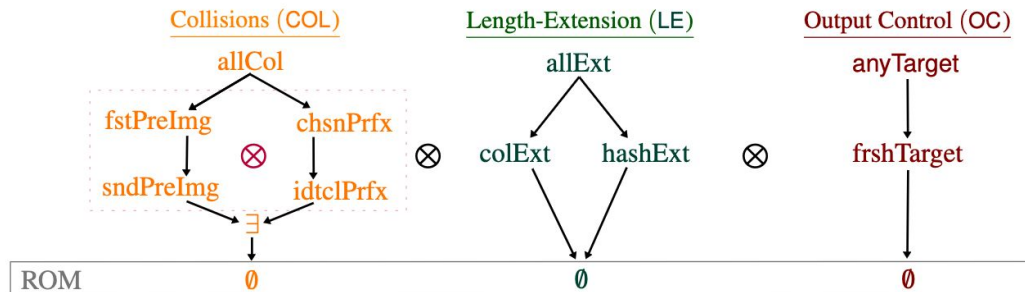 Collisions (COL) Length-Extension (LE) Output Control (OC)
allCol allExt anyTarget
fstPreImg chsnPrfx
⊗ ⊗ colExt hashExt ⊗ frshTarget
sndPreImg idtclPrfx
∃
ROM ∅ ∅ ∅